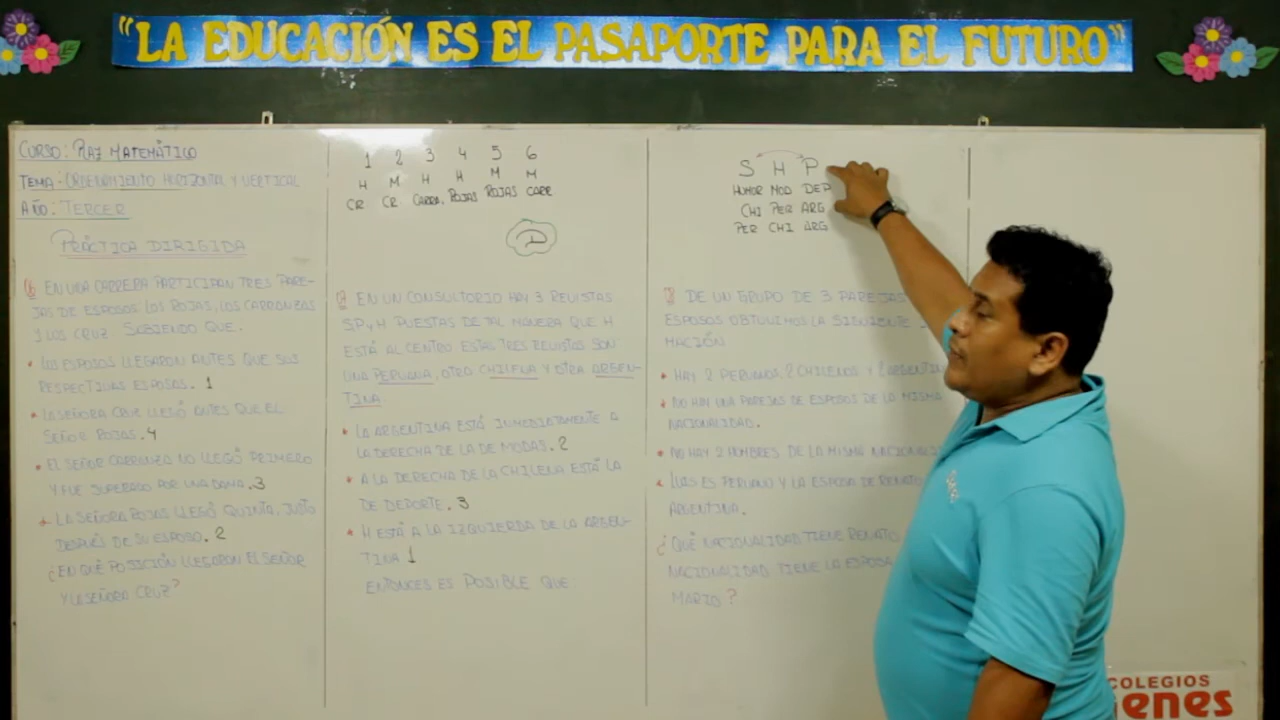 "LA EDUCACIÓN ES EL PASAPORTE PARA EL FUTURO"
CURSO: RAZ MATEMÁTICO
TEMA: ORDENAMIENTO HORIZONTAL Y VERTICAL
AÑO: TERCER
PRÁCTICA DIRIGIDA
EN UNA CARRERA PARTICIPAN TRES PARE-
JAS DE ESPOSOS LOS ROJAS, LOS CARRANZAS
Y LOS CRUZ. SABIENDO QUE.
• LOS ESPOSOS LLEGARON ANTES QUE SUS
RESPECTIVAS ESPOSAS. 1
• LA SEÑORA CRUZ LLEGÓ ANTES QUE EL
SEÑOR ROJAS. 4
• EL SEÑOR CARRANZA NO LLEGÓ PRIMERO
Y FUE SUPERADO POR UNA DAMA. 3
• LA SEÑORA ROJAS LLEGÓ QUINTA, JUSTO
DESPUÉS DE SU ESPOSO. 2
¿EN QUÉ POSICIÓN LLEGARON EL SEÑOR
Y LA SEÑORA CRUZ?
1 2 3 4 5 6
H M H H M M
CR CR CARRA. ROJAS ROJAS CARR
EN UN CONSULTORIO HAY 3 REVISTAS
S P Y H PUESTAS DE TAL MANERA QUE H
ESTÁ AL CENTRO ESTAS TRES REVISTAS SON
UNA PERUANA, OTRA CHILENA Y OTRA ARGEN-
TINA
• LA ARGENTINA ESTÁ INMEDIATAMENTE A
LA DERECHA DE LA DE MODAS. 2
• A LA DERECHA DE LA CHILENA ESTÁ LA
DE DEPORTE. 3
• H ESTÁ A LA IZQUIERDA DE LA ARGEN-
TINA 1
ENTONCES ES POSIBLE QUE
S H P
HUMOR MOD DEP
CHI PER ARG
PER CHI ARG
DE UN GRUPO DE 3 PAREJAS
ESPOSOS OBTUVIMOS LA SIGUIENTE
MACIÓN
• HAY 2 PERUANOS, 2 CHILENOS Y 2 ARGENTIN
• NO HAY UNA PAREJAS DE ESPOSOS DE LA MISMA
NACIONALIDAD.
• NO HAY 2 HOMBRES DE LA MISMA NACIONALI
• LUIS ES PERUANO Y LA ESPOSA DE RENATO
ARGENTINA.
¿QUÉ NACIONALIDAD TIENE RENATO
NACIONALIDAD TIENE LA ESPOSA
MARIO?
COLEGIOS